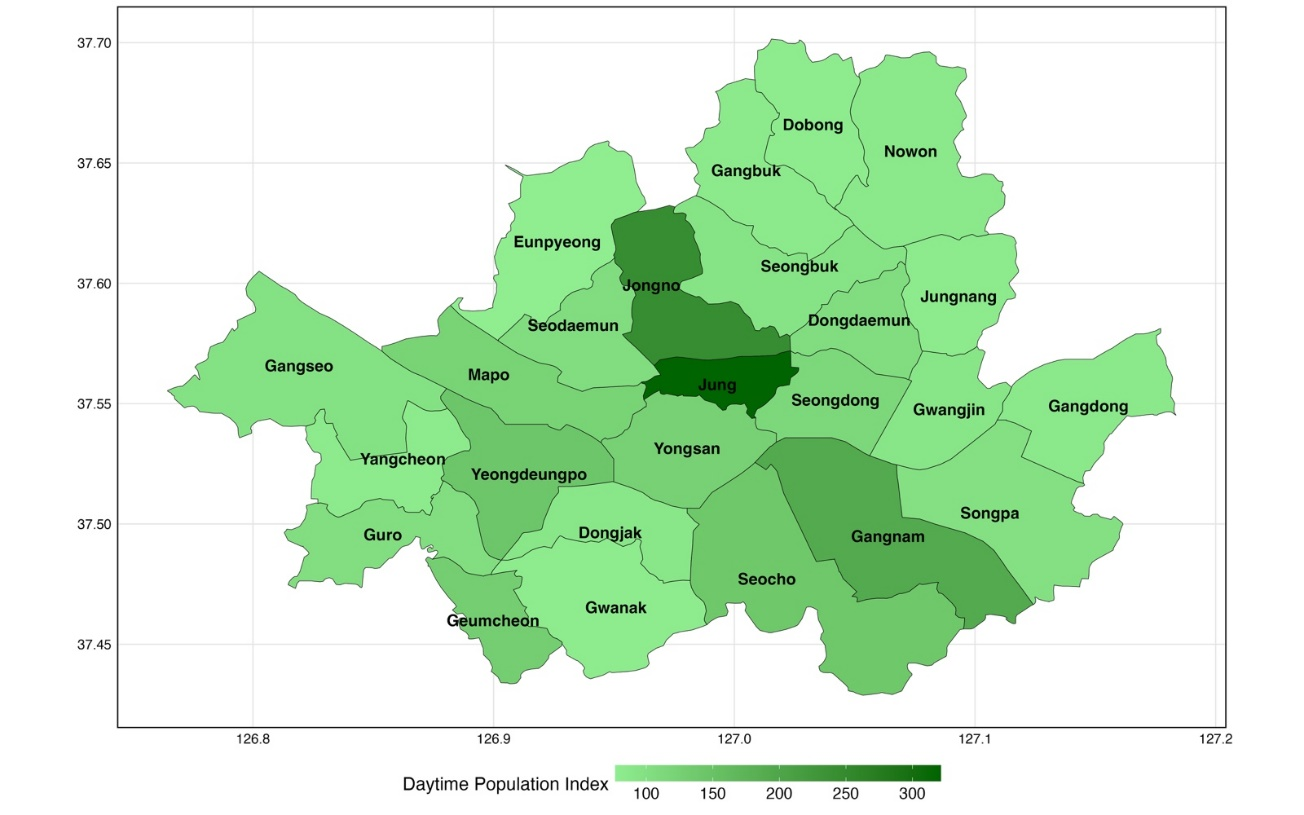 37.70
Dobong
Nowon
37.65
Gangbuk
Eunpyeong
Seongbuk
37.60
Jongno
Jungnang
Dongdaemun
Seodaemun
Gangseo
Mapo
Jung
37.55
Seongdong
Gwangjin
Gangdong
Yongsan
Yangcheon
Yeongdeungpo
Songpa
37.50
Guro
Dongjak
Gangnam
Seocho
Gwanak
Geumcheon
37.45
126.8 126.9 127.0 127.1 127.2
Daytime Population Index
100 150 200 250 300